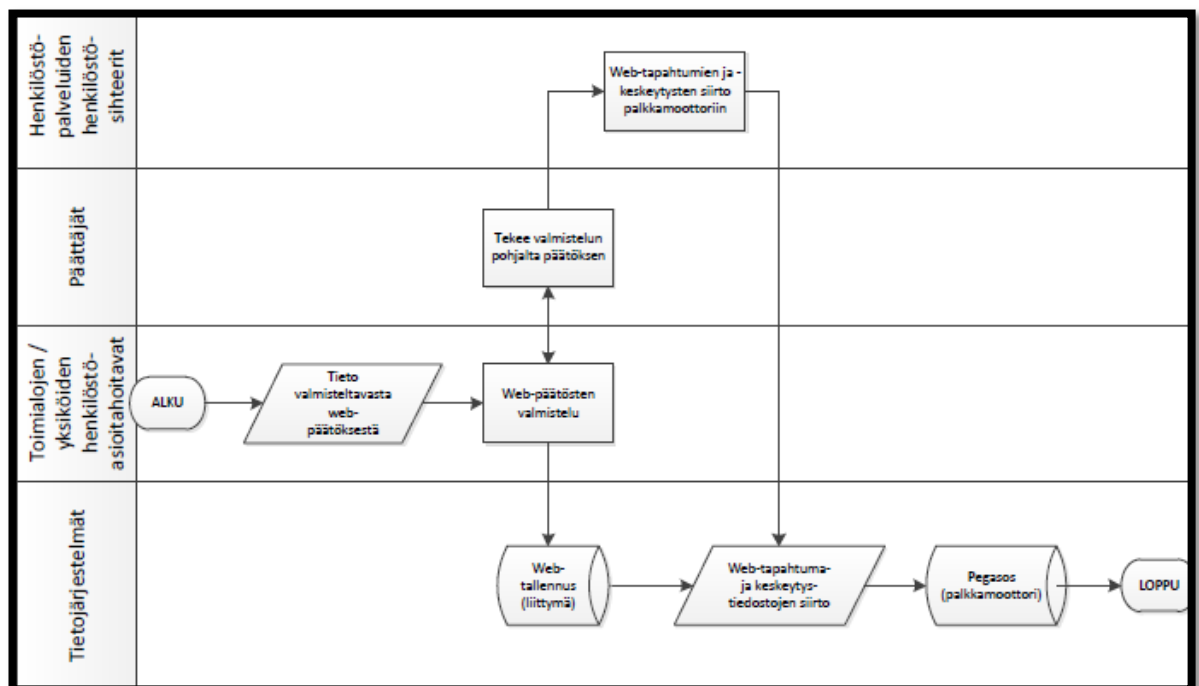 Henkilöstö-
palveluiden
henkilöstö-
sihteerit
Web-tapahtumien ja -
keskeytysten siirto
palkkamoottoriin
Päättäjät
Tekee valmistelun
pohjalta päätöksen
Toimialojen /
yksiköiden
henkilöstö-
asioitahoitavat
ALKU
Tieto
valmisteltavasta
web-
päätöksestä
Web-päätösten
valmistelu
Tietojärjestelmät
Web-
tallennus
(liittymä)
Web-tapahtuma-
ja keskeytys-
tiedostojen siirto
Pegasos
(palkkamoottori)
LOPPU